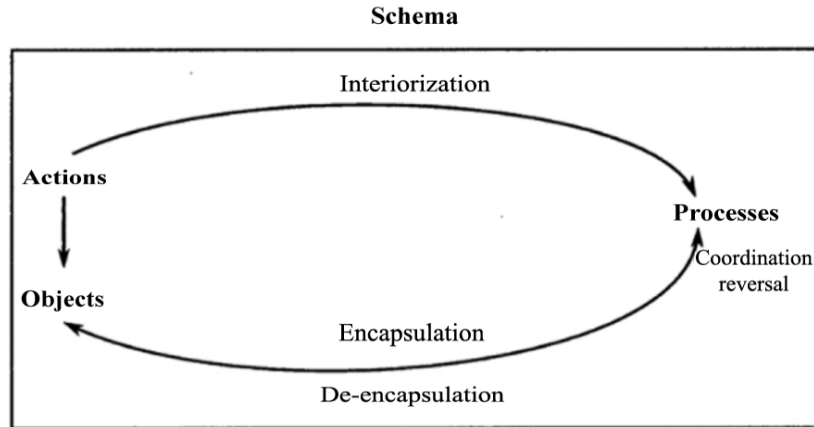 Schema
Interiorization
Actions
Processes
Coordination
reversal
Objects
Encapsulation
De-encapsulation